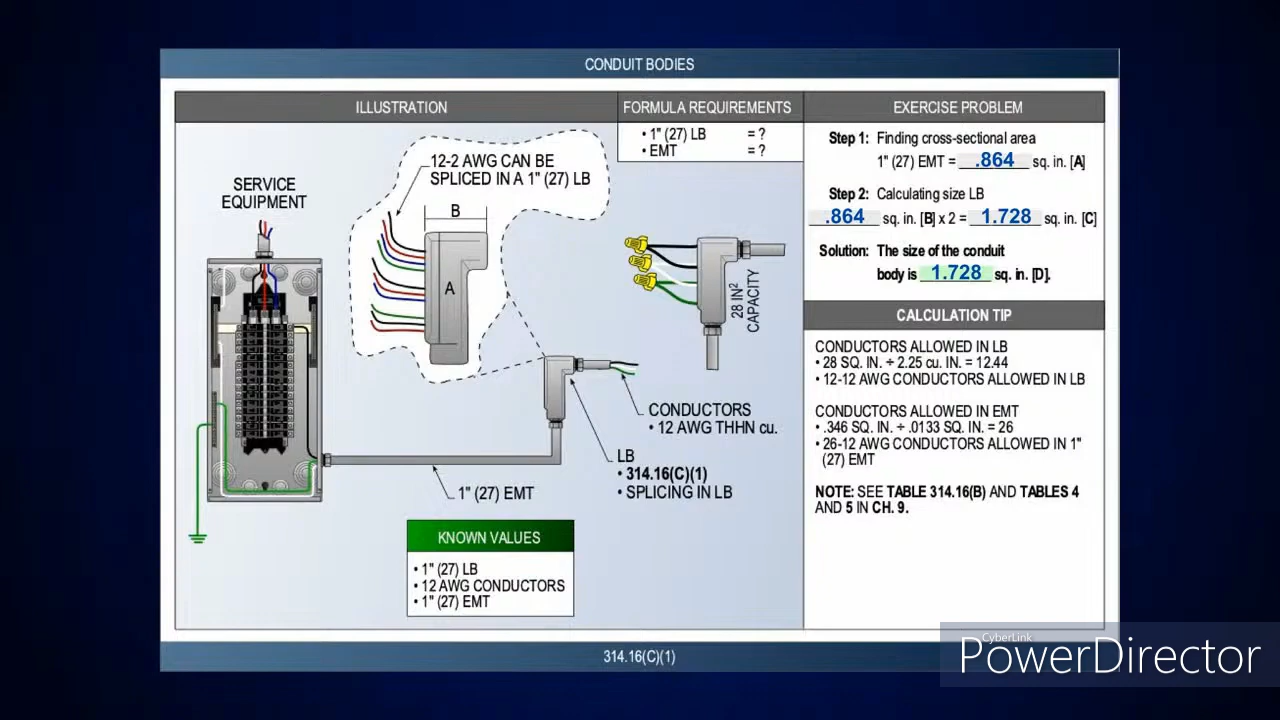 CONDUIT BODIES
ILLUSTRATION
FORMULA REQUIREMENTS
EXERCISE PROBLEM
• 1" (27) LB = ?
• EMT = ?
12-2 AWG CAN BE
SPLICED IN A 1" (27) LB
SERVICE
EQUIPMENT
B
A
28 IN²
CAPACITY
CONDUCTORS
• 12 AWG THHN cu.
LB
• 314.16(C)(1)
• SPLICING IN LB
1" (27) EMT
KNOWN VALUES
• 1" (27) LB
• 12 AWG CONDUCTORS
• 1" (27) EMT
Step 1: Finding cross-sectional area
1" (27) EMT = .864 sq. in. [A]
Step 2: Calculating size LB
.864 sq. in. [B] x 2 = 1.728 sq. in. [C]
Solution: The size of the conduit
body is 1.728 sq. in. [D].
CALCULATION TIP
CONDUCTORS ALLOWED IN LB
• 28 SQ. IN. ÷ 2.25 cu. IN. = 12.44
• 12-12 AWG CONDUCTORS ALLOWED IN LB
CONDUCTORS ALLOWED IN EMT
• .346 SQ. IN. ÷ .0133 SQ. IN. = 26
• 26-12 AWG CONDUCTORS ALLOWED IN 1"
(27) EMT
NOTE: SEE TABLE 314.16(B) AND TABLES 4
AND 5 IN CH. 9.
314.16(C)(1)
CyberLink
PowerDirector